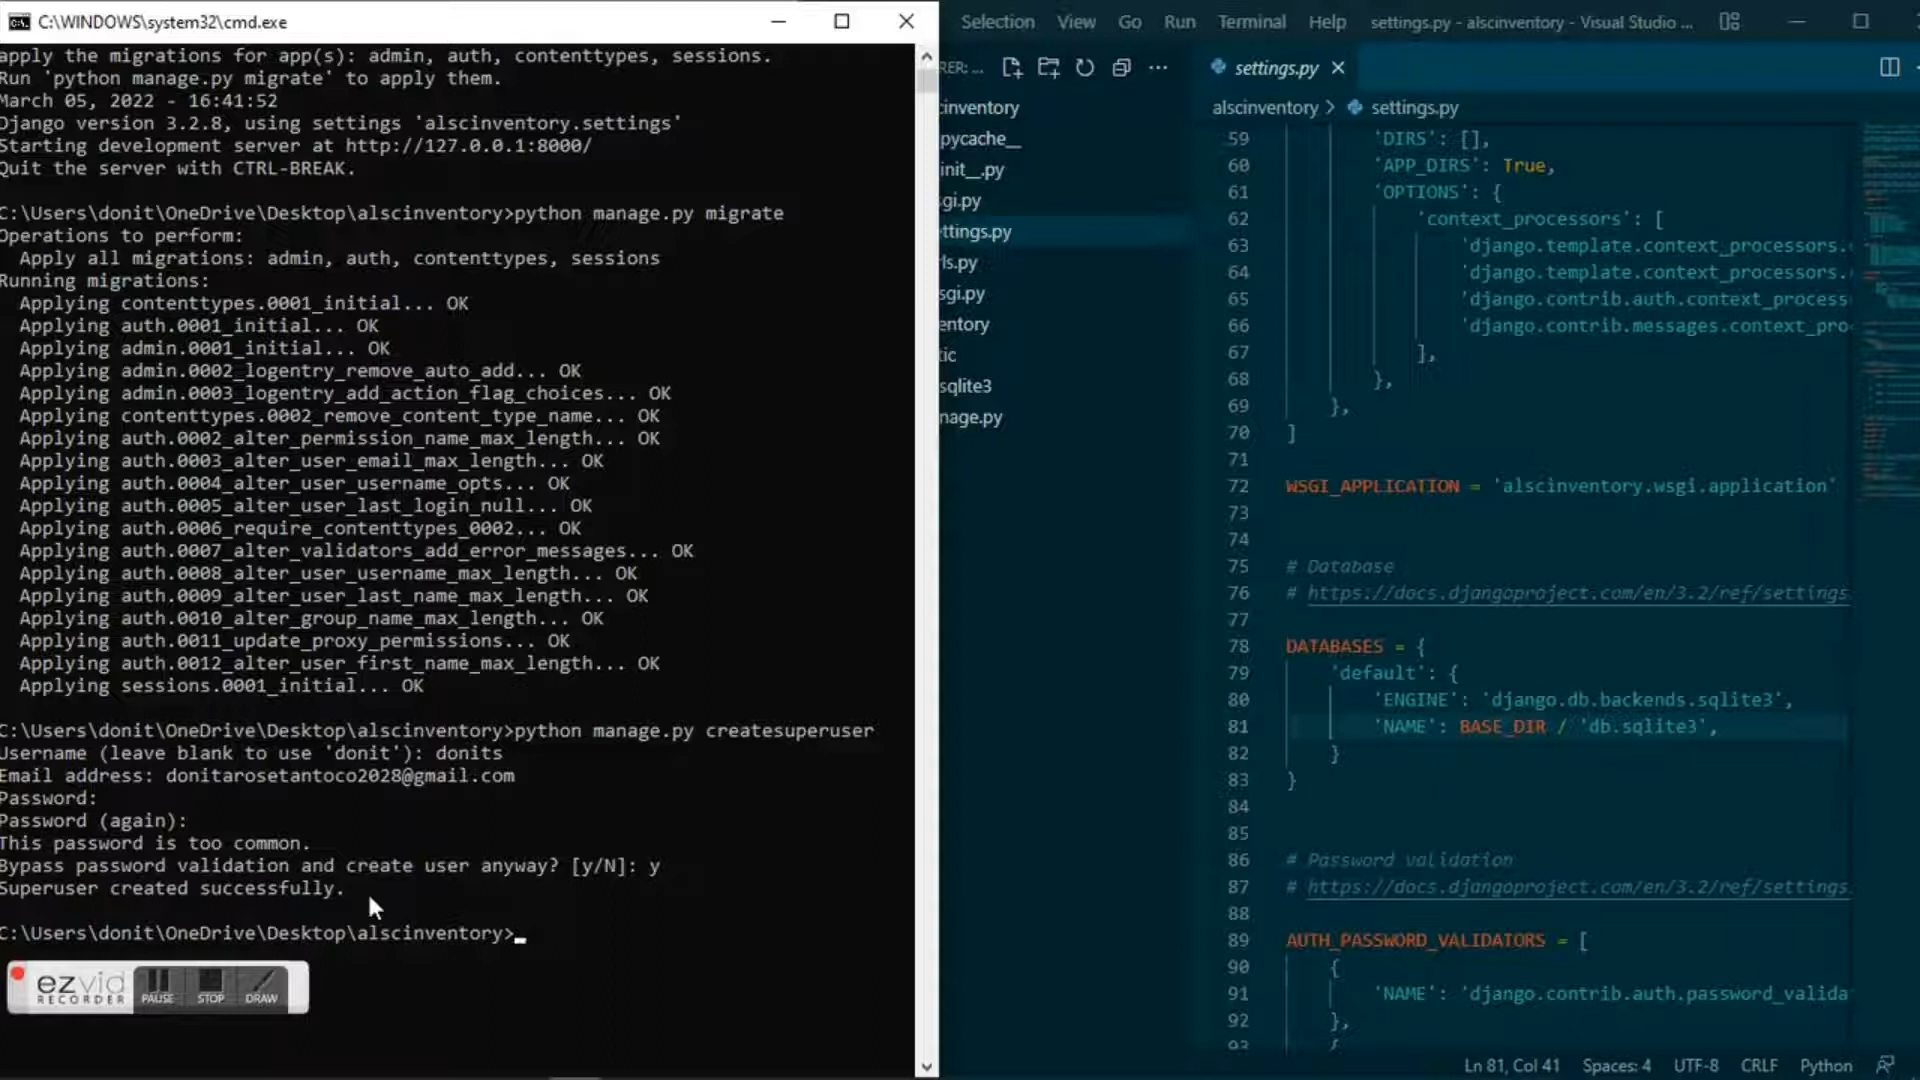 C:\WINDOWS\system32\cmd.exe
apply the migrations for app(s): admin, auth, contenttypes, sessions.
Run 'python manage.py migrate' to apply them.
March 05, 2022 - 16:41:52
Django version 3.2.8, using settings 'alscinventory.settings'
Starting development server at http://127.0.0.1:8000/
Quit the server with CTRL-BREAK.
C:\Users\donit\OneDrive\Desktop\alscinventory>python manage.py migrate
Operations to perform:
  Apply all migrations: admin, auth, contenttypes, sessions
Running migrations:
  Applying contenttypes.0001_initial... OK
  Applying auth.0001_initial... OK
  Applying admin.0001_initial... OK
  Applying admin.0002_logentry_remove_auto_add... OK
  Applying admin.0003_logentry_add_action_flag_choices... OK
  Applying contenttypes.0002_remove_content_type_name... OK
  Applying auth.0002_alter_permission_name_max_length... OK
  Applying auth.0003_alter_user_email_max_length... OK
  Applying auth.0004_alter_user_username_opts... OK
  Applying auth.0005_alter_user_last_login_null... OK
  Applying auth.0006_require_contenttypes_0002... OK
  Applying auth.0007_alter_validators_add_error_messages... OK
  Applying auth.0008_alter_user_username_max_length... OK
  Applying auth.0009_alter_user_last_name_max_length... OK
  Applying auth.0010_alter_group_name_max_length... OK
  Applying auth.0011_update_proxy_permissions... OK
  Applying auth.0012_alter_user_first_name_max_length... OK
  Applying sessions.0001_initial... OK
C:\Users\donit\OneDrive\Desktop\alscinventory>python manage.py createsuperuser
Username (leave blank to use 'donit'): donits
Email address: donitarosetantoco2028@gmail.com
Password:
Password (again):
This password is too common.
Bypass password validation and create user anyway? [y/N]: y
Superuser created successfully.
C:\Users\donit\OneDrive\Desktop\alscinventory>
ezvid
RECORDER
PAUSE
STOP
DRAW
Selection View Go Run Terminal Help settings.py - alscinventory - Visual Studio ...
RER: ...
cinventory
pycache__
init__.py
sgi.py
ettings.py
rls.py
sgi.py
entory
tic
sqlite3
nage.py
settings.py
alscinventory > settings.py
59 'DIRS': [],
60 'APP_DIRS': True,
61 'OPTIONS': {
62 'context_processors': [
63 'django.template.context_processors.
64 'django.template.context_processors.
65 'django.contrib.auth.context_process
66 'django.contrib.messages.context_pro
67 ],
68 },
69 },
70 ]
71
72 WSGI_APPLICATION = 'alscinventory.wsgi.application'
73
74
75 # Database
76 # https://docs.djangoproject.com/en/3.2/ref/settings
77
78 DATABASES = {
79 'default': {
80 'ENGINE': 'django.db.backends.sqlite3',
81 'NAME': BASE_DIR / 'db.sqlite3',
82 }
83 }
84
85
86 # Password validation
87 # https://docs.djangoproject.com/en/3.2/ref/settings
88
89 AUTH_PASSWORD_VALIDATORS = [
90 {
91 'NAME': 'django.contrib.auth.password_valida
92 },
93 {
Ln 81, Col 41 Spaces: 4 UTF-8 CRLF Python